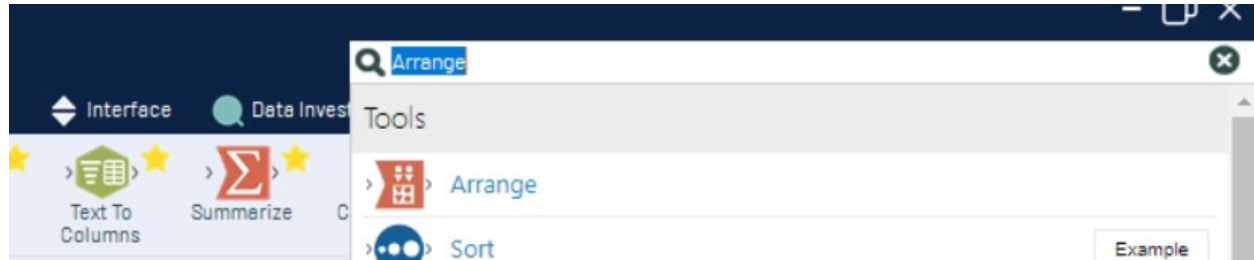 Arrange
Interface
Data Invest
Tools
Text To
Columns
Summarize
C
Arrange
Sort
Example